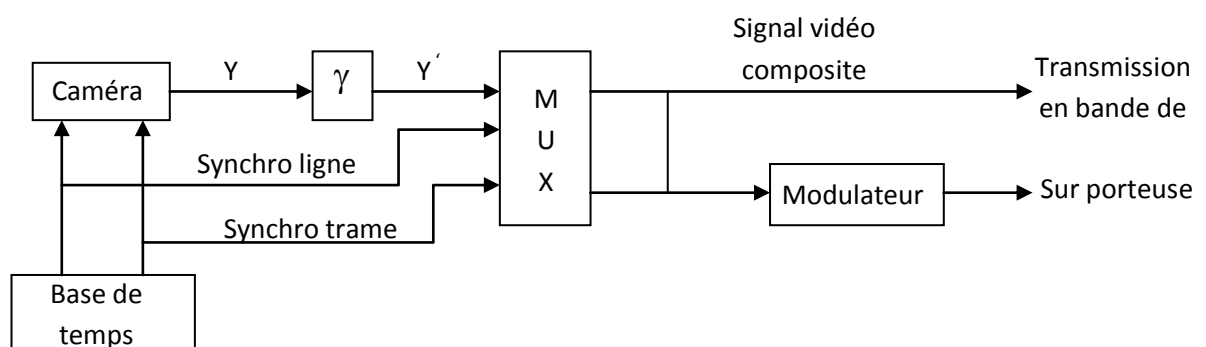 Signal vidéo
composite
Transmission
en bande de
Caméra
Y
γ
Y´
M
U
X
Synchro ligne
Modulateur
Sur porteuse
Synchro trame
Base de
temps